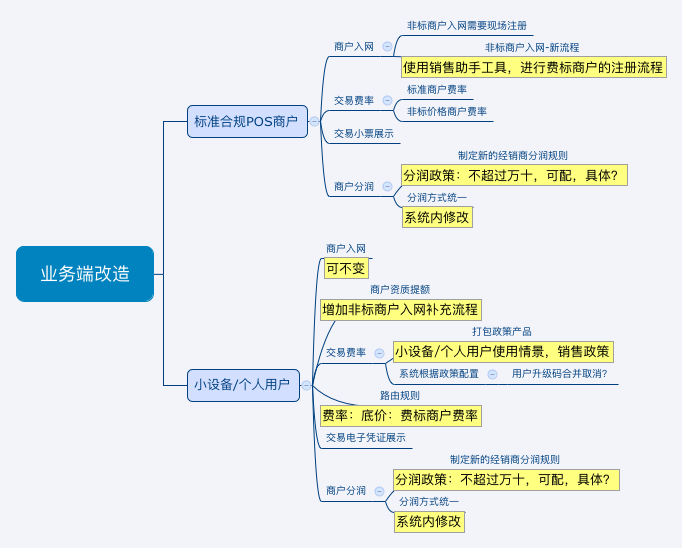 业务端改造
标准合规POS商户
商户入网
非标商户入网需要现场注册
非标商户入网-新流程
使用销售助手工具，进行费标商户的注册流程
交易费率
标准商户费率
非标价格商户费率
交易小票展示
商户分润
制定新的经销商分润规则
分润政策：不超过万十，可配，具体？
分润方式统一
系统内修改
小设备/个人用户
商户入网
可不变
商户资质提额
增加非标商户入网补充流程
交易费率
打包政策产品
小设备/个人用户使用情景，销售政策
系统根据政策配置
用户升级码合并取消？
路由规则
费率：底价：费标商户费率
交易电子凭证展示
商户分润
制定新的经销商分润规则
分润政策：不超过万十，可配，具体？
分润方式统一
系统内修改